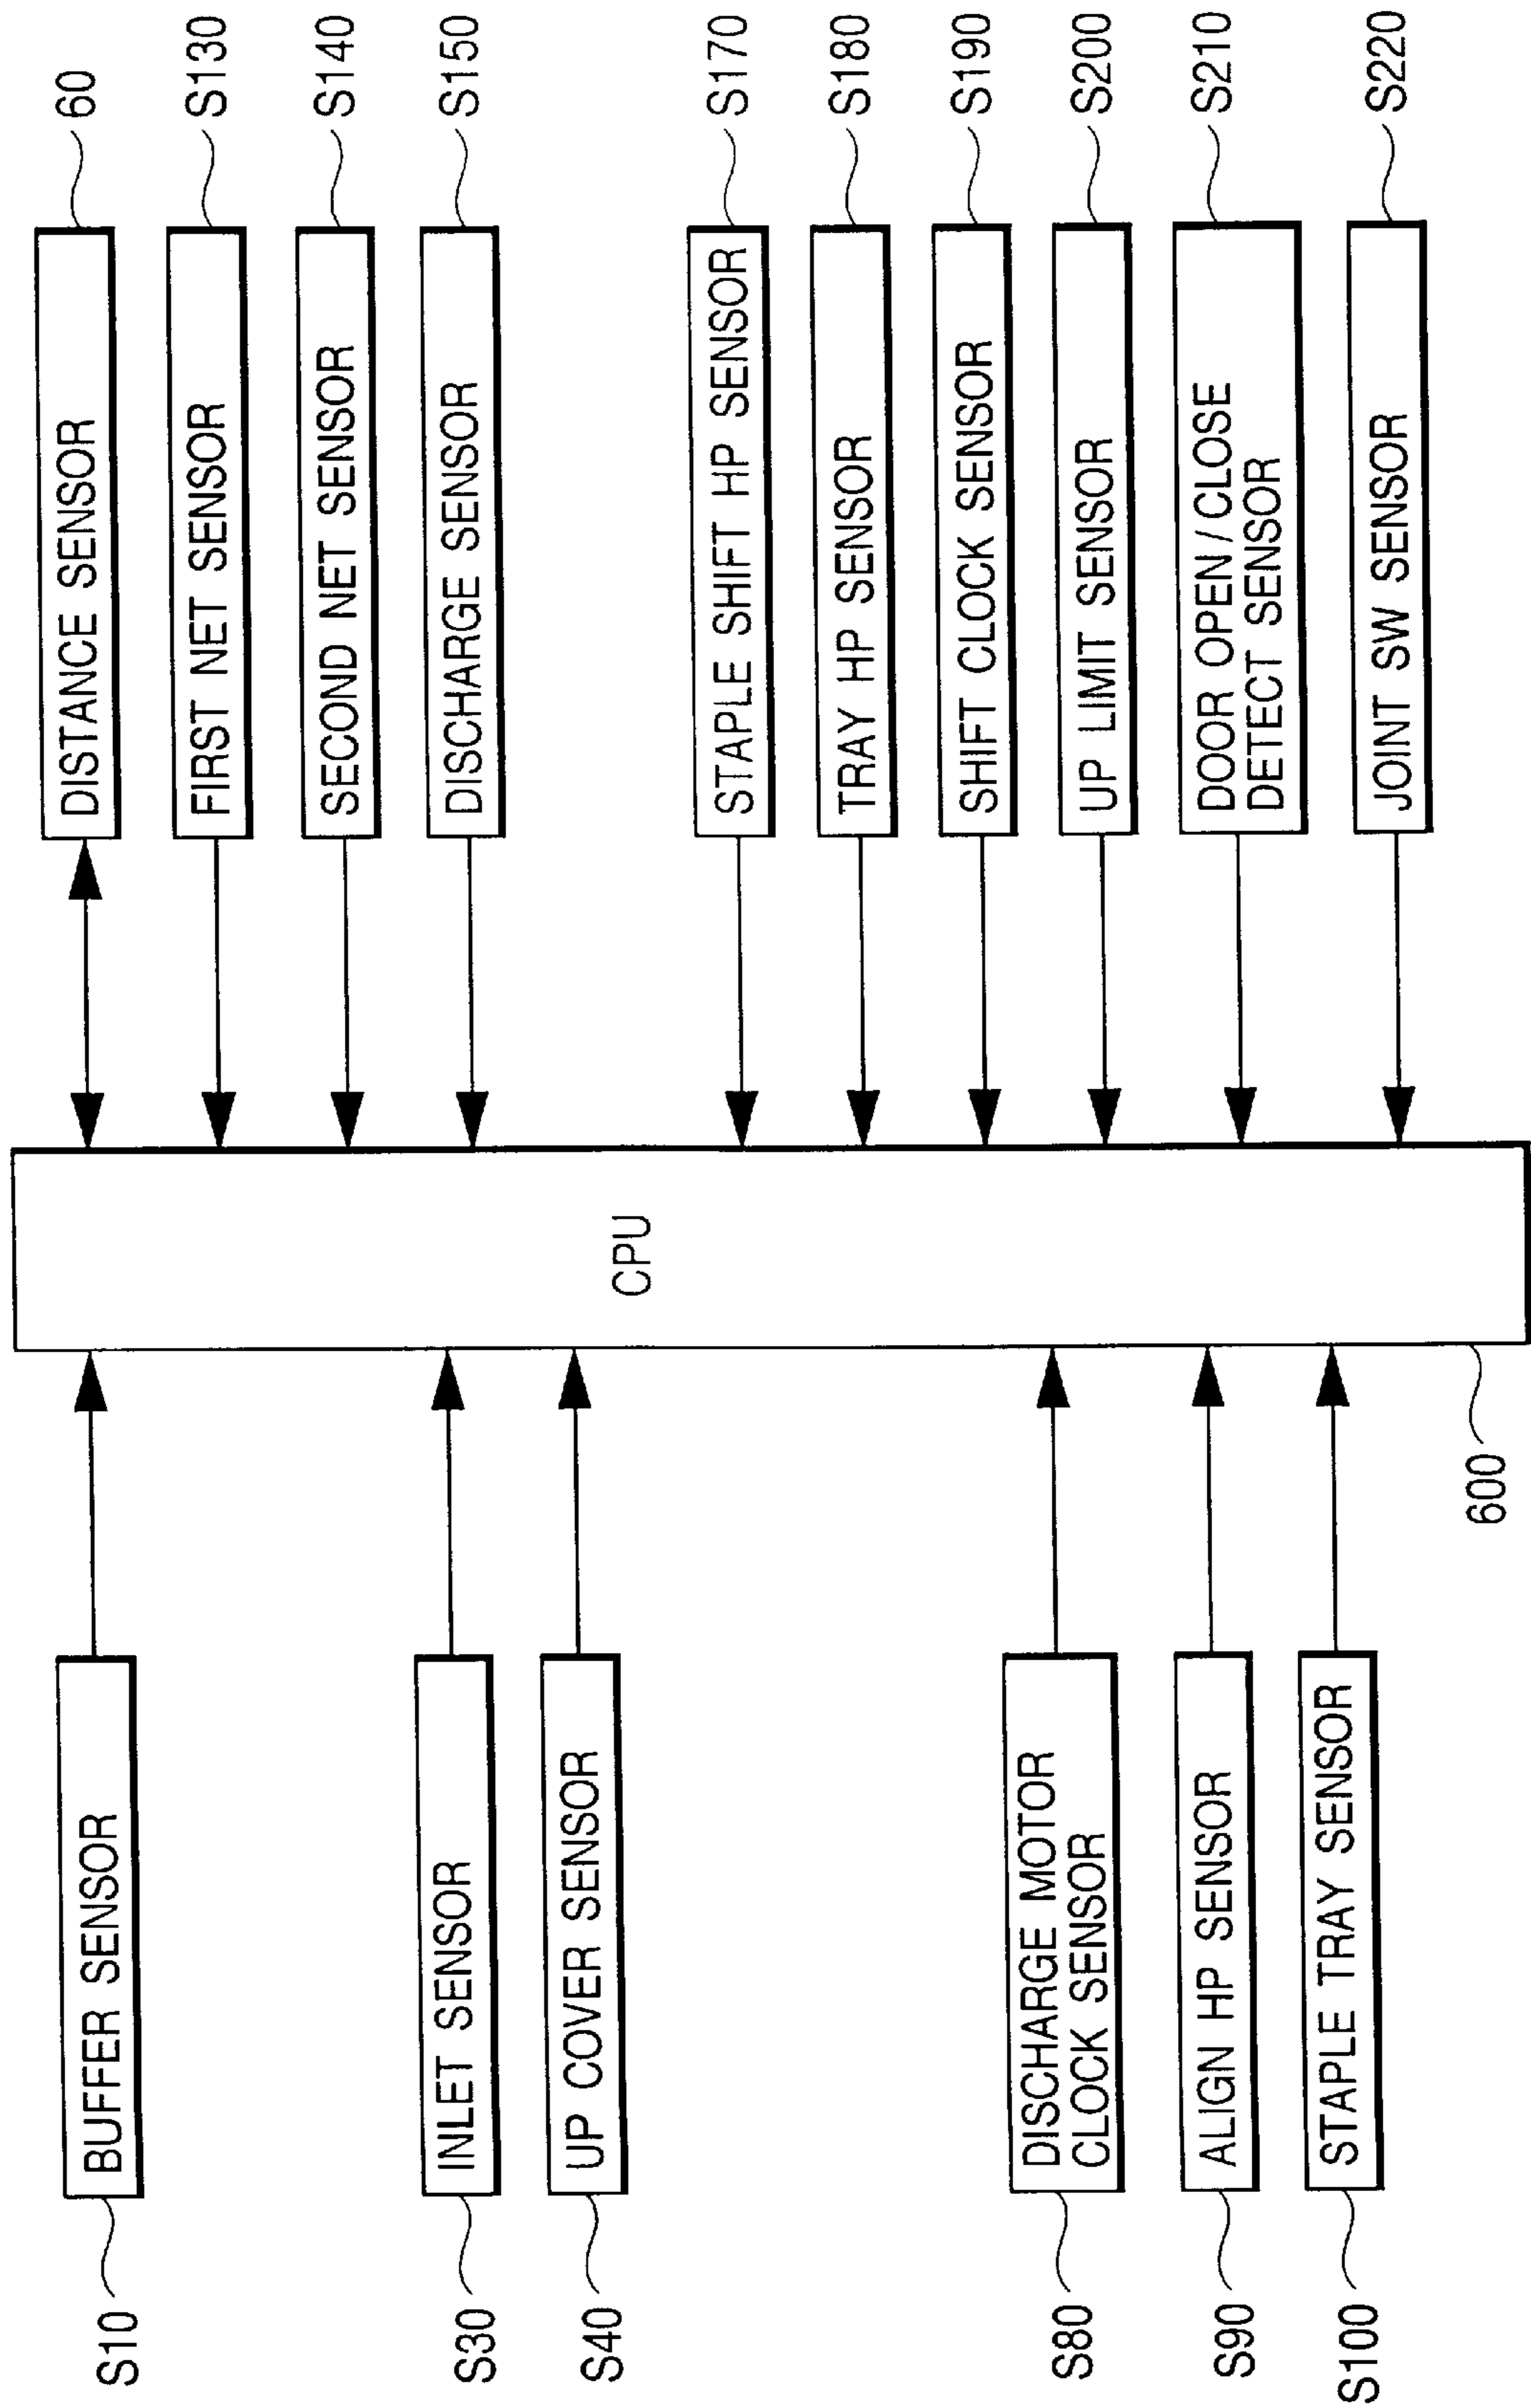 S10
BUFFER SENSOR
S30
INLET SENSOR
S40
UP COVER SENSOR
S80
DISCHARGE MOTOR
CLOCK SENSOR
S90
ALIGN HP SENSOR
S100
STAPLE TRAY SENSOR
CPU
600
DISTANCE SENSOR
60
FIRST NET SENSOR
S130
SECOND NET SENSOR
S140
DISCHARGE SENSOR
S150
STAPLE SHIFT HP SENSOR
S170
TRAY HP SENSOR
S180
SHIFT CLOCK SENSOR
S190
UP LIMIT SENSOR
S200
DOOR OPEN/CLOSE
DETECT SENSOR
S210
JOINT SW SENSOR
S220